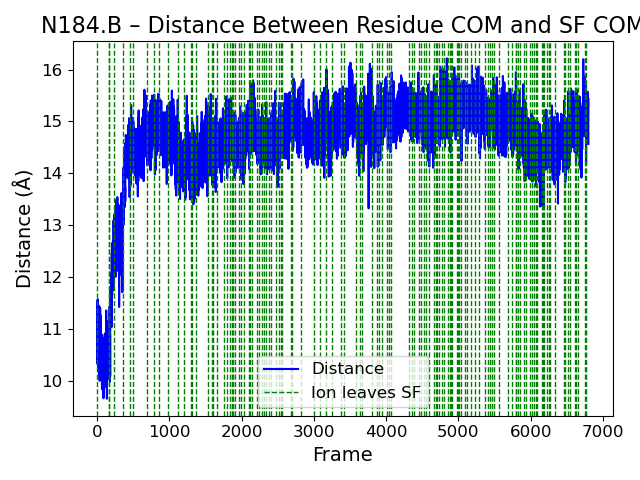 N184.B – Distance Between Residue COM and SF COM
Distance (Å)
16
15
14
13
12
11
10
Distance
Ion leaves SF
0 1000 2000 3000 4000 5000 6000 7000
Frame